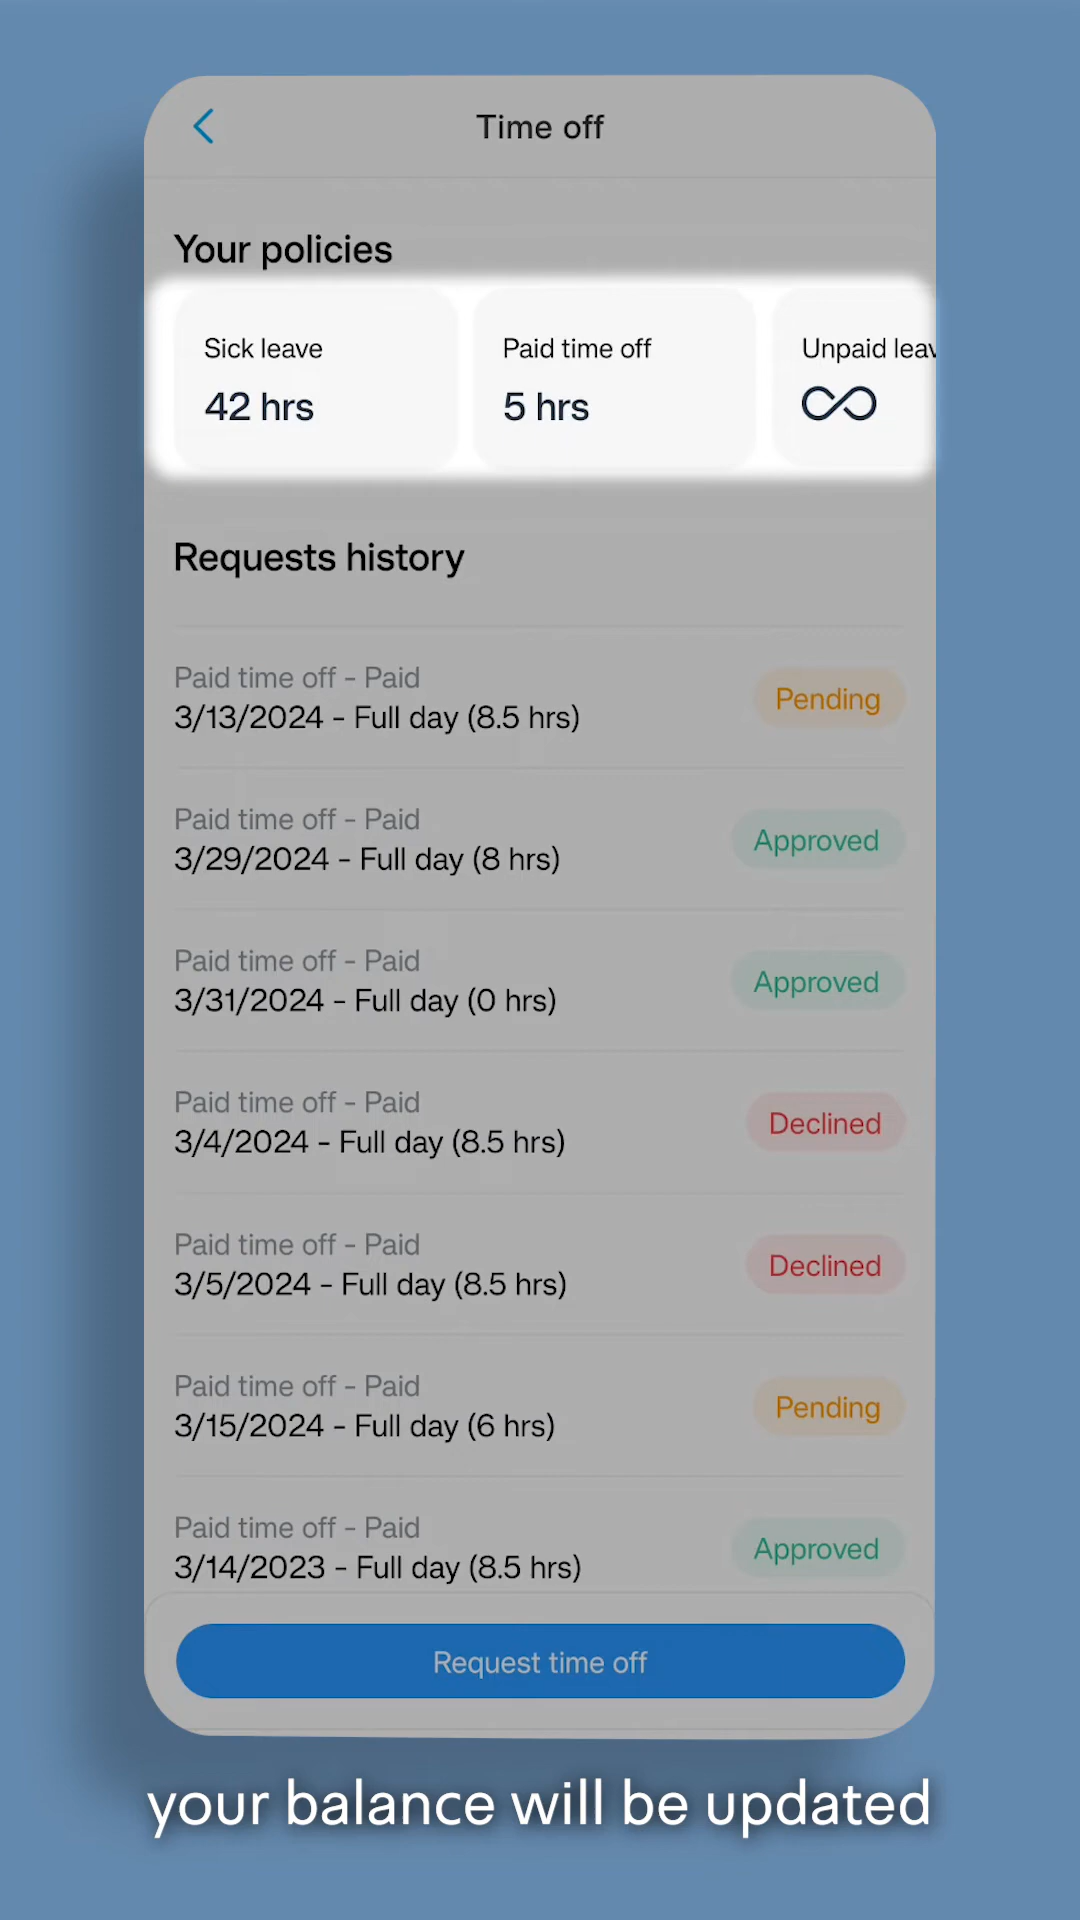 Time off
Your policies
Sick leave
42 hrs
Paid time off
5 hrs
Unpaid leav
∞
Requests history
Paid time off - Paid
3/13/2024 - Full day (8.5 hrs)
Pending
Paid time off - Paid
3/29/2024 - Full day (8 hrs)
Approved
Paid time off - Paid
3/31/2024 - Full day (0 hrs)
Approved
Paid time off - Paid
3/4/2024 - Full day (8.5 hrs)
Declined
Paid time off - Paid
3/5/2024 - Full day (8.5 hrs)
Declined
Paid time off - Paid
3/15/2024 - Full day (6 hrs)
Pending
Paid time off - Paid
3/14/2023 - Full day (8.5 hrs)
Approved
Request time off
your balance will be updated